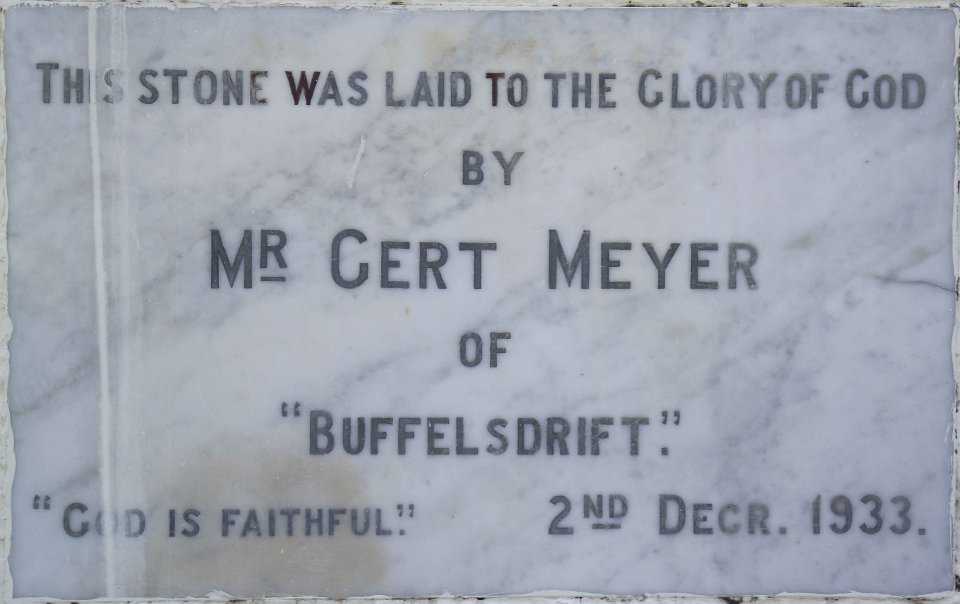 This stone was laid to the Glory of God
by
Mr Gert Meyer
of
"Buffelsdrift."
"God is faithful." 2nd Decr. 1933.